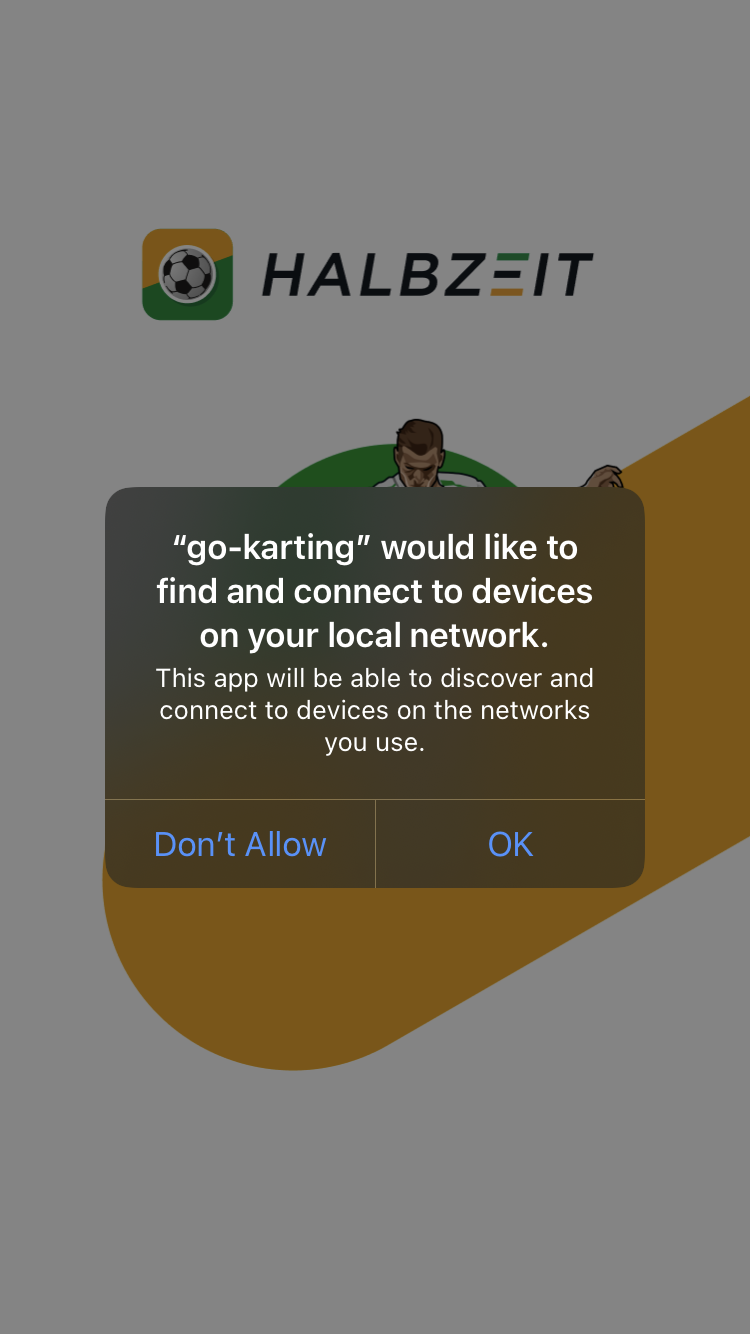 HALBZEIT
“go-karting” would like to
find and connect to devices
on your local network.
This app will be able to discover and
connect to devices on the networks
you use.
Don’t Allow
OK